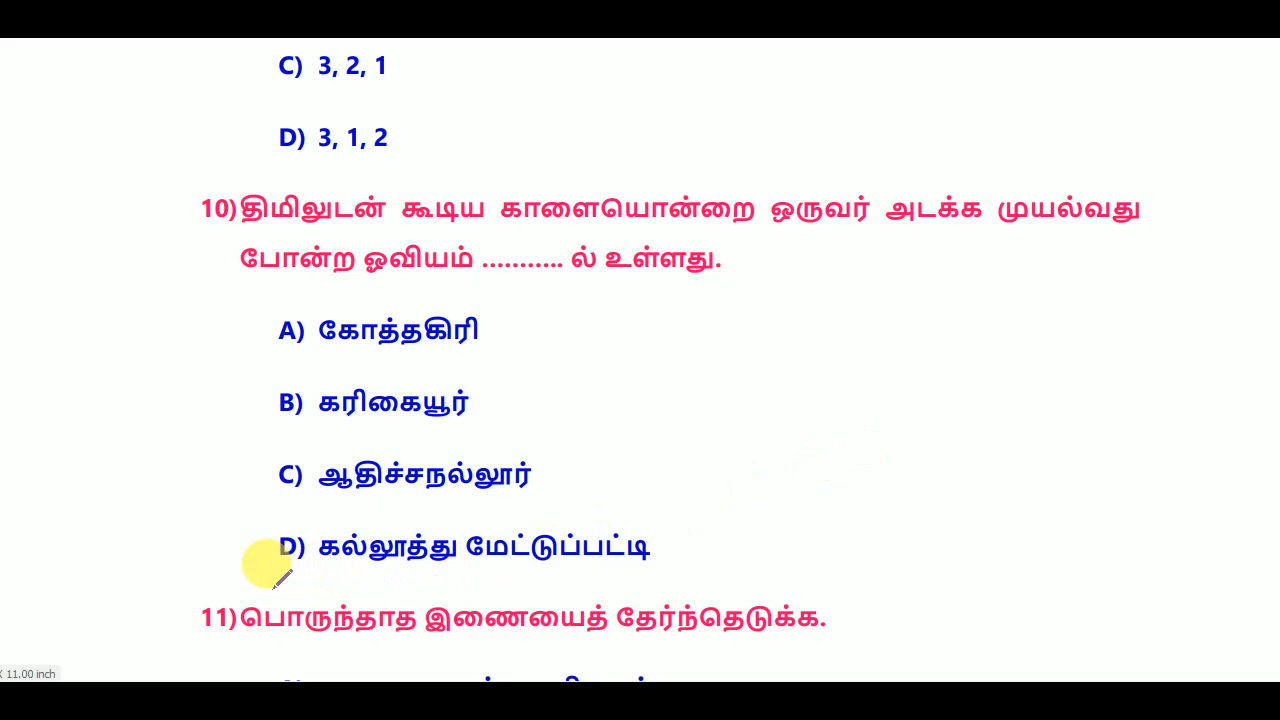 C) 3, 2, 1
D) 3, 1, 2
10)திமிலுடன் கூடிய காளையொன்றை ஒருவர் அடக்க முயல்வது
போன்ற ஓவியம் ........... ல் உள்ளது.
A) கோத்தகிரி
B) கரிகையூர்
C) ஆதிச்சநல்லூர்
D) கல்லூத்து மேட்டுப்பட்டி
11)பொருந்தாத இணையைத் தேர்ந்தெடுக்க.
X 11.00 inch